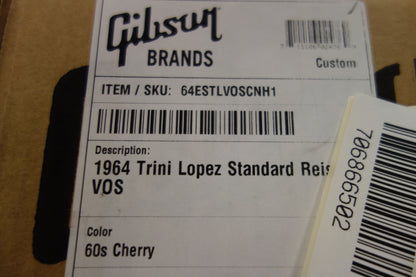 Gibson
BRANDS
Custom
ITEM / SKU: 64ESTLVOSCNH1
Description:
1964 Trini Lopez Standard Reis
VOS
Color
60s Cherry
706866502